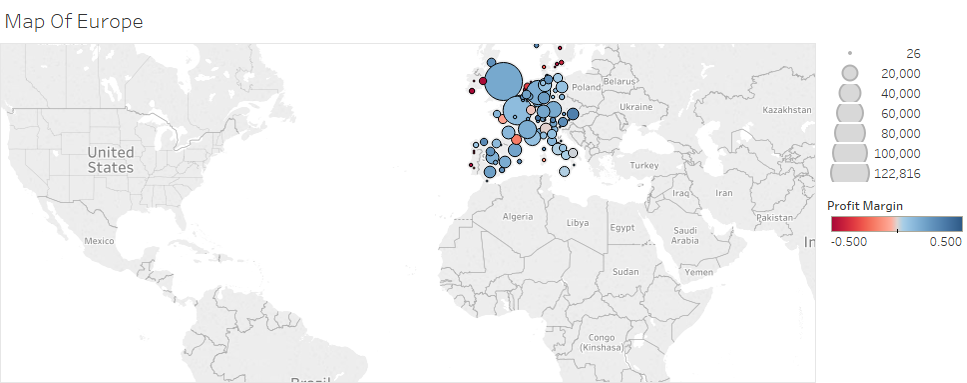 Map Of Europe
26
20,000
40,000
60,000
80,000
100,000
122,816
Profit Margin
-0.500
0.500
Poland
Belarus
Ukraine
Kazakhstan
United
States
Turkey
Iraq
Iran
Algeria
Libya
Egypt
Pakistan
Mexico
Saudi
Arabia
In
Sudan
Yemen
Congo
(Kinshasa)
Brazil